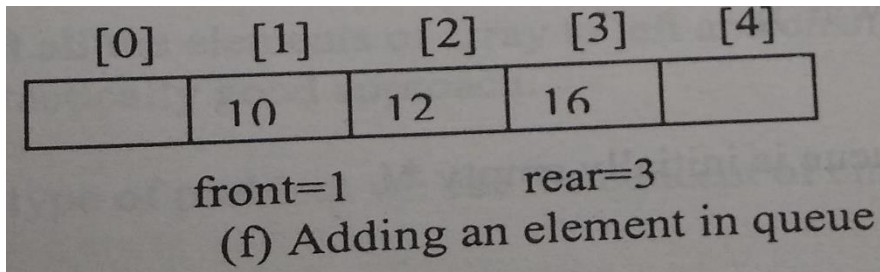 [0] [1] [2] [3] [4]
10 12 16
front=1 rear=3
(f) Adding an element in queue